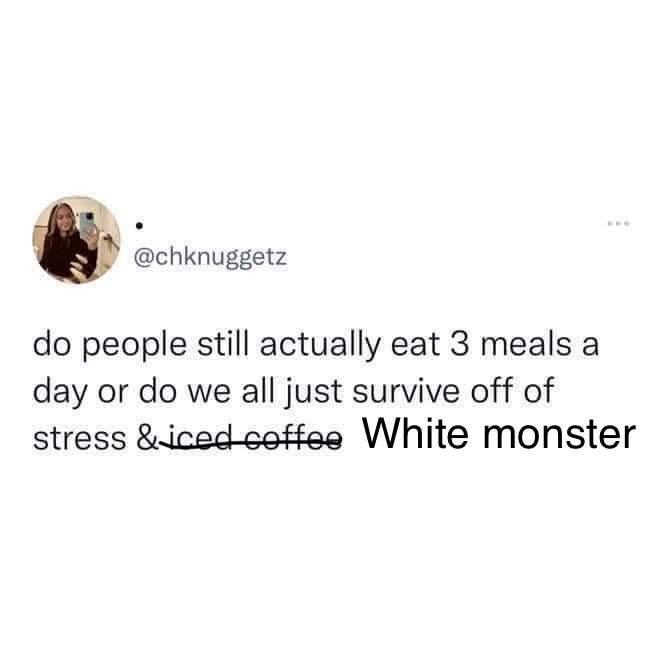 @chknuggetz
do people still actually eat 3 meals a
day or do we all just survive off of
stress & iced coffee White monster